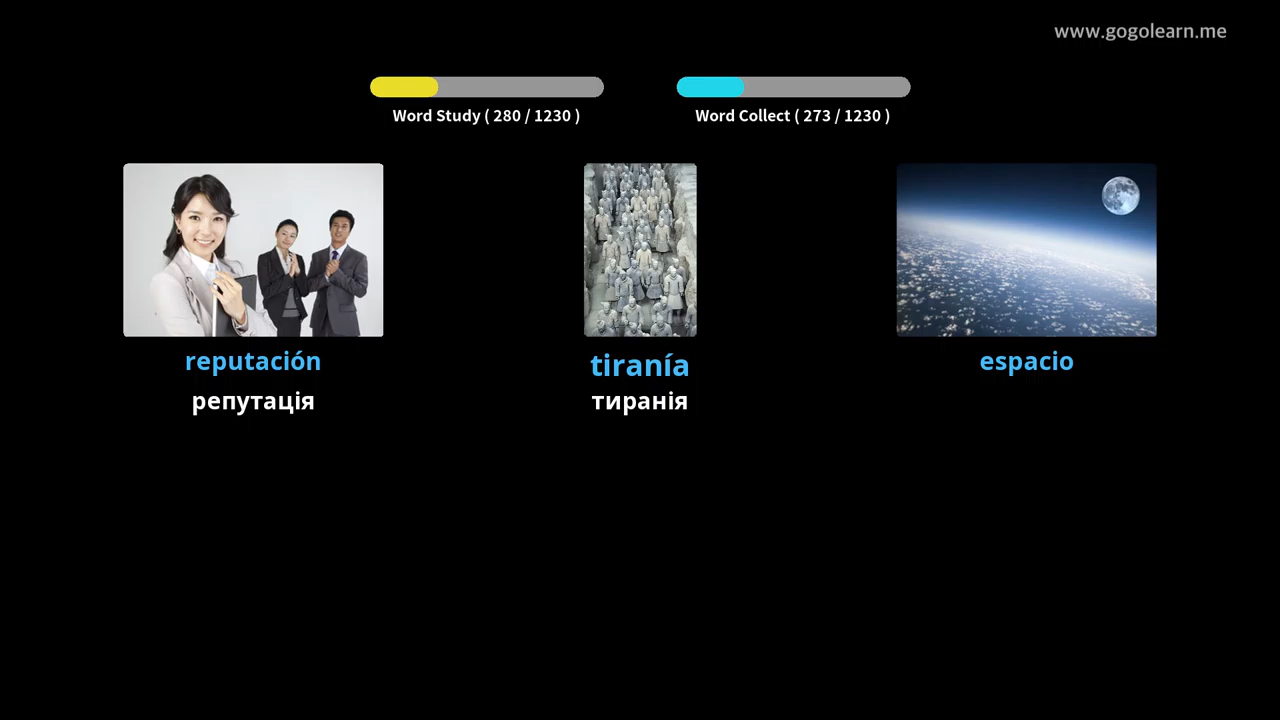 www.gogolearn.me
Word Study ( 280 / 1230 )
Word Collect ( 273 / 1230 )
reputación
tiranía
espacio
репутація
тиранія